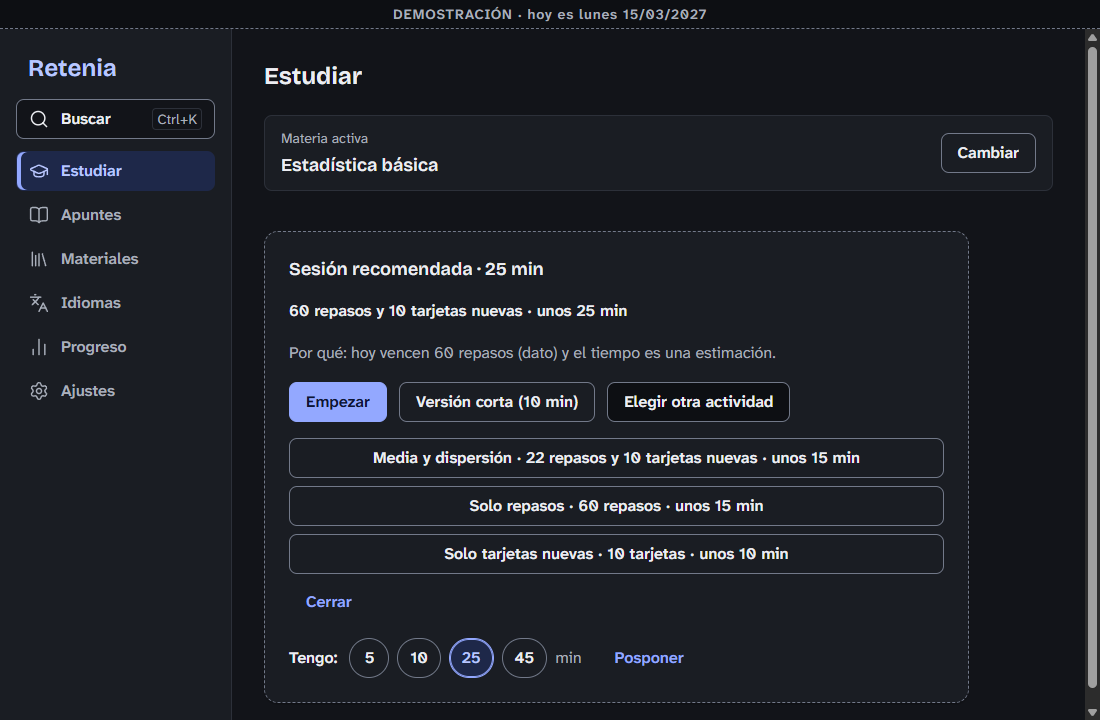 DEMOSTRACIÓN · hoy es lunes 15/03/2027
Retenia
Buscar Ctrl+K
Estudiar
Apuntes
Materiales
Idiomas
Progreso
Ajustes
Estudiar
Materia activa
Estadística básica
Cambiar
Sesión recomendada · 25 min
60 repasos y 10 tarjetas nuevas · unos 25 min
Por qué: hoy vencen 60 repasos (dato) y el tiempo es una estimación.
Empezar Versión corta (10 min) Elegir otra actividad
Media y dispersión · 22 repasos y 10 tarjetas nuevas · unos 15 min
Solo repasos · 60 repasos · unos 15 min
Solo tarjetas nuevas · 10 tarjetas · unos 10 min
Cerrar
Tengo: 5 10 25 45 min Posponer